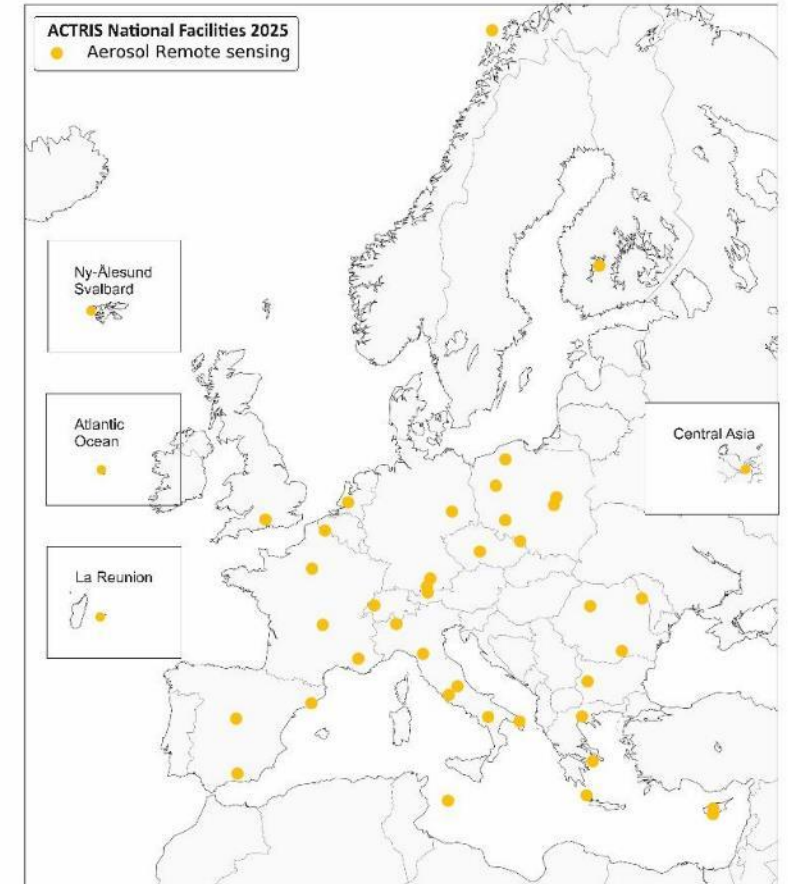 ACTRIS National Facilities 2025
Aerosol Remote sensing
Ny-Ålesund
Svalbard
Atlantic
Ocean
Central Asia
La Reunion